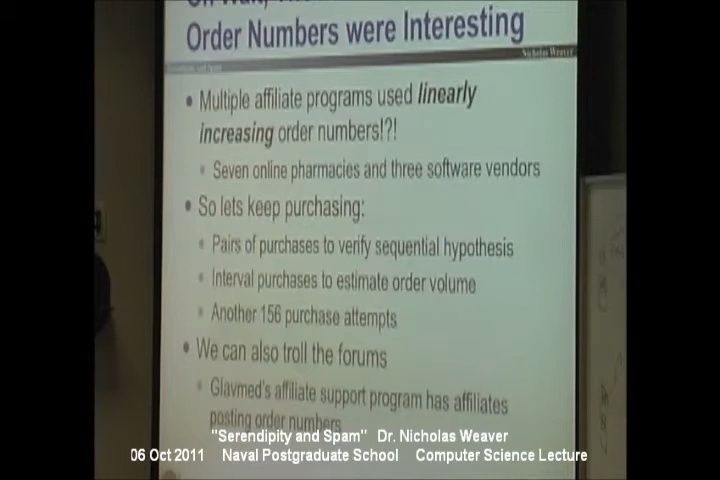 Order Numbers were Interesting
Nicholas Weaver
• Multiple affiliate programs used linearly
increasing order numbers!?!
• Seven online pharmacies and three software vendors
• So lets keep purchasing:
• Pairs of purchases to verify sequential hypothesis
• Interval purchases to estimate order volume
• Another 156 purchase attempts
• We can also troll the forums
• Glavmed's affiliate support program has affiliates
posting order numbers
"Serendipity and Spam" Dr. Nicholas Weaver
06 Oct 2011 Naval Postgraduate School Computer Science Lecture